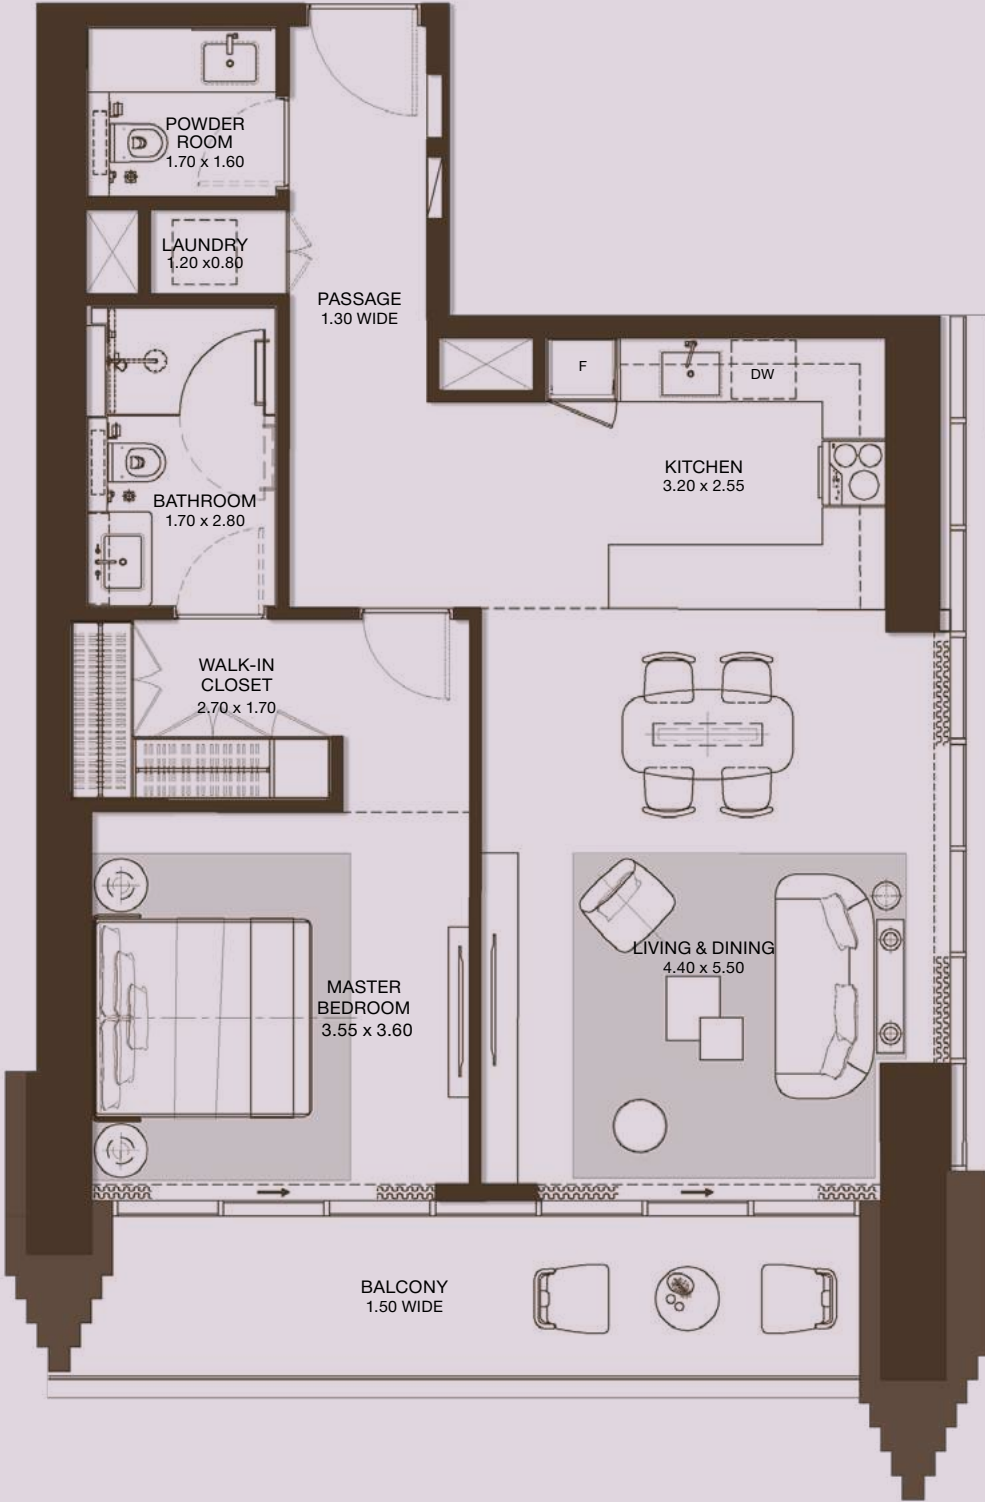 POWDER
ROOM
1.70 x 1.60
LAUNDRY
1.20 x0.80
PASSAGE
1.30 WIDE
F
DW
KITCHEN
3.20 x 2.55
BATHROOM
1.70 x 2.80
WALK-IN
CLOSET
2.70 x 1.70
LIVING & DINING
4.40 x 5.50
MASTER
BEDROOM
3.55 x 3.60
BALCONY
1.50 WIDE